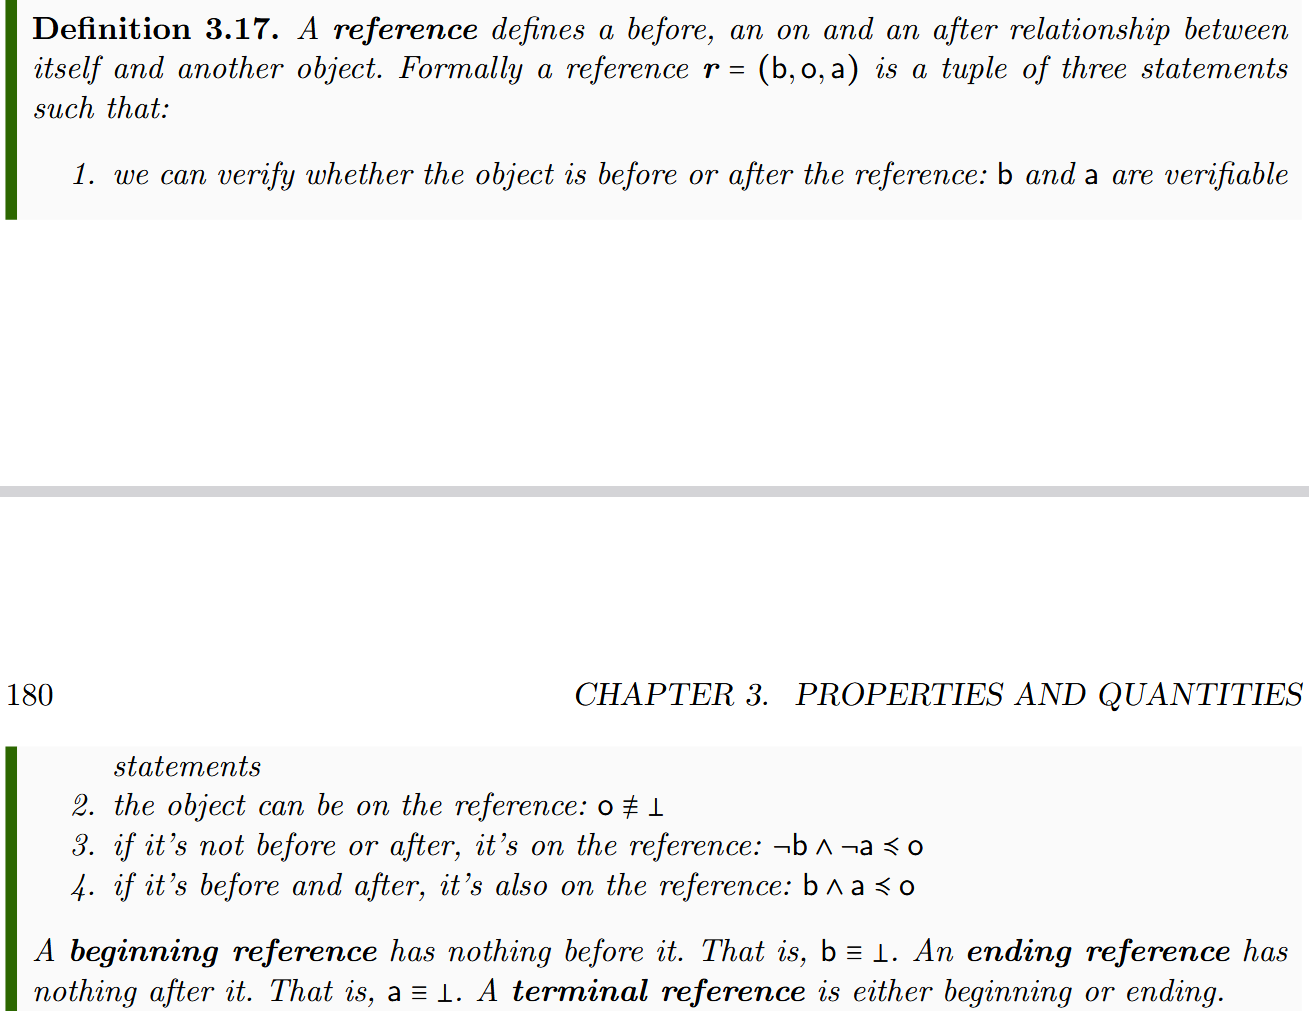 Definition 3.17. A reference defines a before, an on and an after relationship between
itself and another object. Formally a reference r = (b, o, a) is a tuple of three statements
such that:
1. we can verify whether the object is before or after the reference: b and a are verifiable
180 CHAPTER 3. PROPERTIES AND QUANTITIES
statements
2. the object can be on the reference: o ≢ ⊥
3. if it's not before or after, it's on the reference: ¬b ∧ ¬a ≼ o
4. if it's before and after, it's also on the reference: b ∧ a ≼ o
A beginning reference has nothing before it. That is, b ≡ ⊥. An ending reference has
nothing after it. That is, a ≡ ⊥. A terminal reference is either beginning or ending.